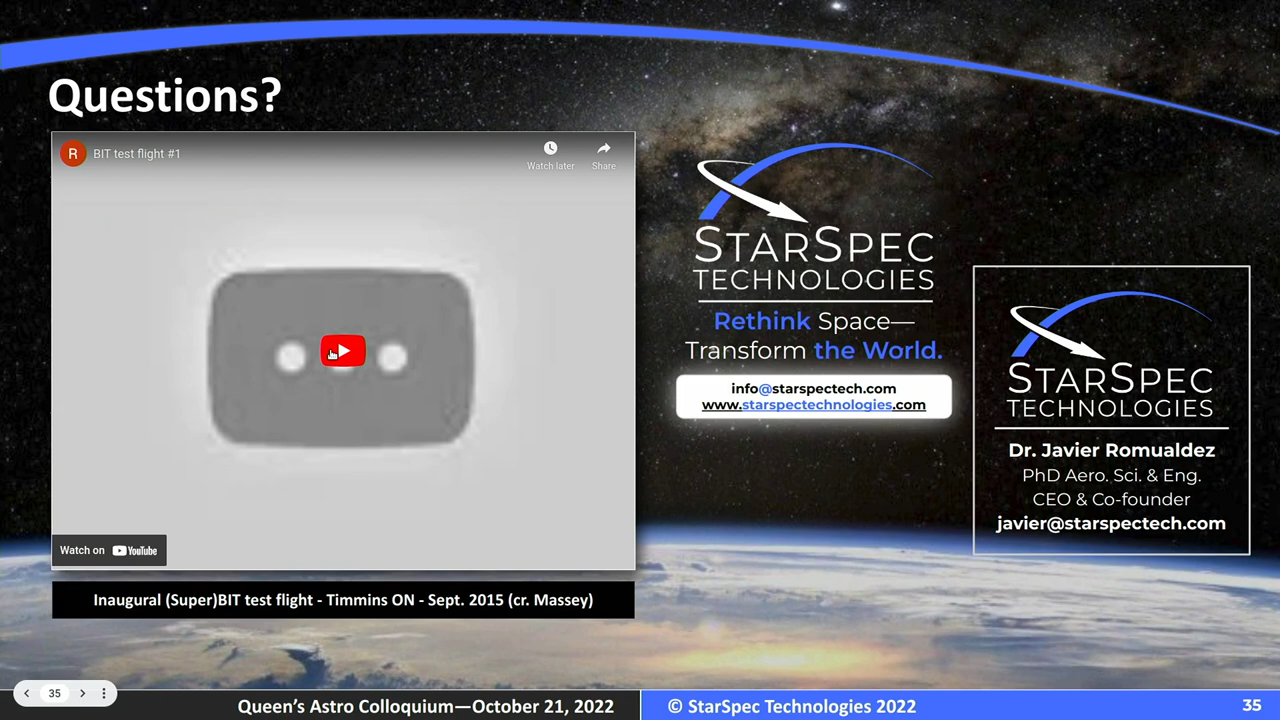 Questions?
R
BIT test flight #1
Watch later
Share
Watch on YouTube
Inaugural (Super)BIT test flight - Timmins ON - Sept. 2015 (cr. Massey)
STARSPEC
TECHNOLOGIES
Rethink Space—
Transform the World.
info@starspectech.com
www.starspectechnologies.com
STARSPEC
TECHNOLOGIES
Dr. Javier Romualdez
PhD Aero. Sci. & Eng.
CEO & Co-founder
javier@starspectech.com
35
Queen's Astro Colloquium—October 21, 2022
© StarSpec Technologies 2022
35